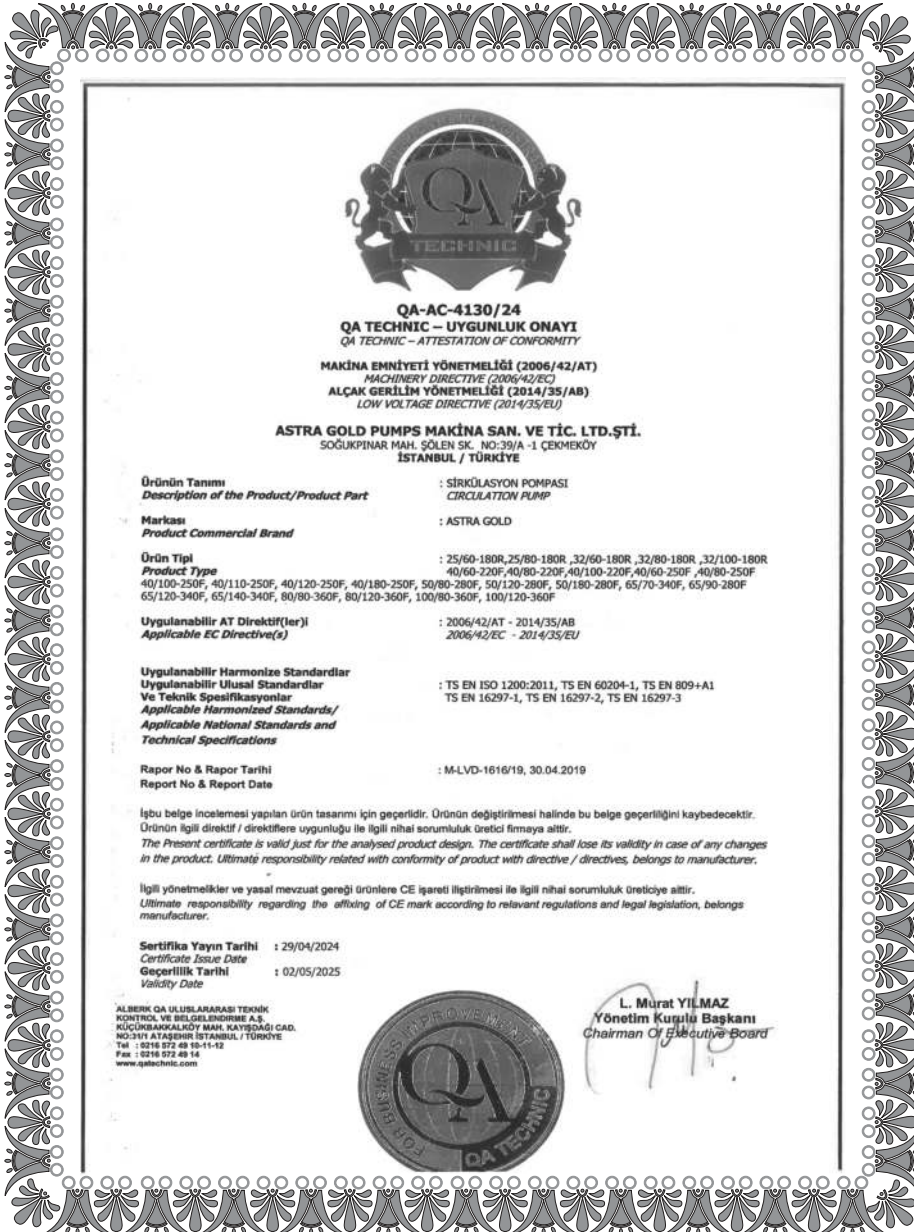 QA
TECHNIC
QA-AC-4130/24
QA TECHNIC – UYGUNLUK ONAYI
QA TECHNIC – ATTESTATION OF CONFORMITY
MAKİNA EMNİYETİ YÖNETMELİĞİ (2006/42/AT)
MACHINERY DIRECTIVE (2006/42/EC)
ALÇAK GERİLİM YÖNETMELİĞİ (2014/35/AB)
LOW VOLTAGE DIRECTIVE (2014/35/EU)
ASTRA GOLD PUMPS MAKİNA SAN. VE TİC. LTD.ŞTİ.
SOĞUKPINAR MAH. ŞÖLEN SK. NO:39/A -1 ÇEKMEKÖY
İSTANBUL / TÜRKİYE
Ürünün Tanımı : SİRKÜLASYON POMPASI
Description of the Product/Product Part CIRCULATION PUMP
Markası : ASTRA GOLD
Product Commercial Brand
Ürün Tipi : 25/60-180R,25/80-180R ,32/60-180R ,32/80-180R ,32/100-180R
Product Type 40/60-220F,40/80-220F,40/100-220F,40/60-250F ,40/80-250F
40/100-250F, 40/110-250F, 40/120-250F, 40/180-250F, 50/80-280F, 50/120-280F, 50/180-280F, 65/70-340F, 65/90-280F
65/120-340F, 65/140-340F, 80/80-360F, 80/120-360F, 100/80-360F, 100/120-360F
Uygulanabilir AT Direktif(ler)i : 2006/42/AT - 2014/35/AB
Applicable EC Directive(s) 2006/42/EC - 2014/35/EU
Uygulanabilir Harmonize Standardlar
Uygulanabilir Ulusal Standardlar : TS EN ISO 1200:2011, TS EN 60204-1, TS EN 809+A1
Ve Teknik Spesifikasyonlar TS EN 16297-1, TS EN 16297-2, TS EN 16297-3
Applicable Harmonized Standards/
Applicable National Standards and
Technical Specifications
Rapor No & Rapor Tarihi : M-LVD-1616/19, 30.04.2019
Report No & Report Date
İşbu belge incelemesi yapılan ürün tasarımı için geçerlidir. Ürünün değiştirilmesi halinde bu belge geçerliliğini kaybedecektir.
Ürünün ilgili direktif / direktiflere uygunluğu ile ilgili nihai sorumluluk üretici firmaya aittir.
The Present certificate is valid just for the analysed product design. The certificate shall lose its validity in case of any changes
in the product. Ultimate responsibility related with conformity of product with directive / directives, belongs to manufacturer.
İlgili yönetmelikler ve yasal mevzuat gereği ürünlere CE işareti iliştirilmesi ile ilgili nihai sorumluluk üreticiye aittir.
Ultimate responsibility regarding the affixing of CE mark according to relavant regulations and legal legislation, belongs
manufacturer.
Sertifika Yayın Tarihi : 29/04/2024
Certificate Issue Date
Geçerlilik Tarihi : 02/05/2025
Validity Date
ALBERK QA ULUSLARARASI TEKNİK
KONTROL VE BELGELENDİRME A.Ş.
KÜÇÜKBAKKALKÖY MAH. KAYIŞDAĞI CAD.
NO:31/1 ATAŞEHİR İSTANBUL / TÜRKİYE
Tel : 0216 572 49 10-11-12
Fax : 0216 572 49 14
www.qatechnic.com
L. Murat YILMAZ
Yönetim Kurulu Başkanı
Chairman Of Executive Board
FOR BUSINESS IMPROVEMENT
QA
QA TECHNIC